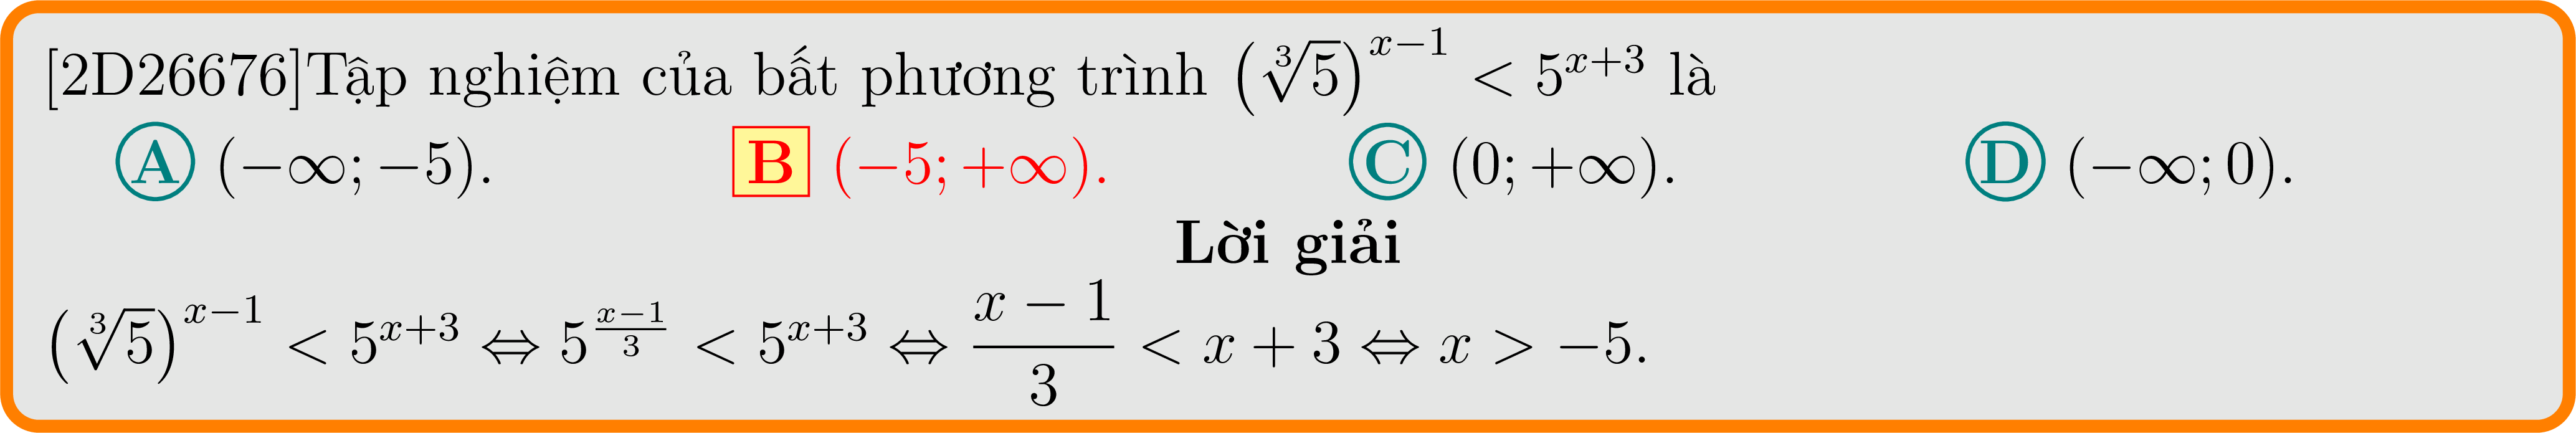 [2D26676]Tập nghiệm của bất phương trình $\left(\sqrt[3]{5}\right)^{x-1} < 5^{x+3}$ là
A $(-\infty; -5)$. B $(-5; +\infty)$. C $(0; +\infty)$. D $(-\infty; 0)$.
Lời giải
$\left(\sqrt[3]{5}\right)^{x-1} < 5^{x+3} \Leftrightarrow 5^{\frac{x-1}{3}} < 5^{x+3} \Leftrightarrow \frac{x-1}{3} < x+3 \Leftrightarrow x > -5.$